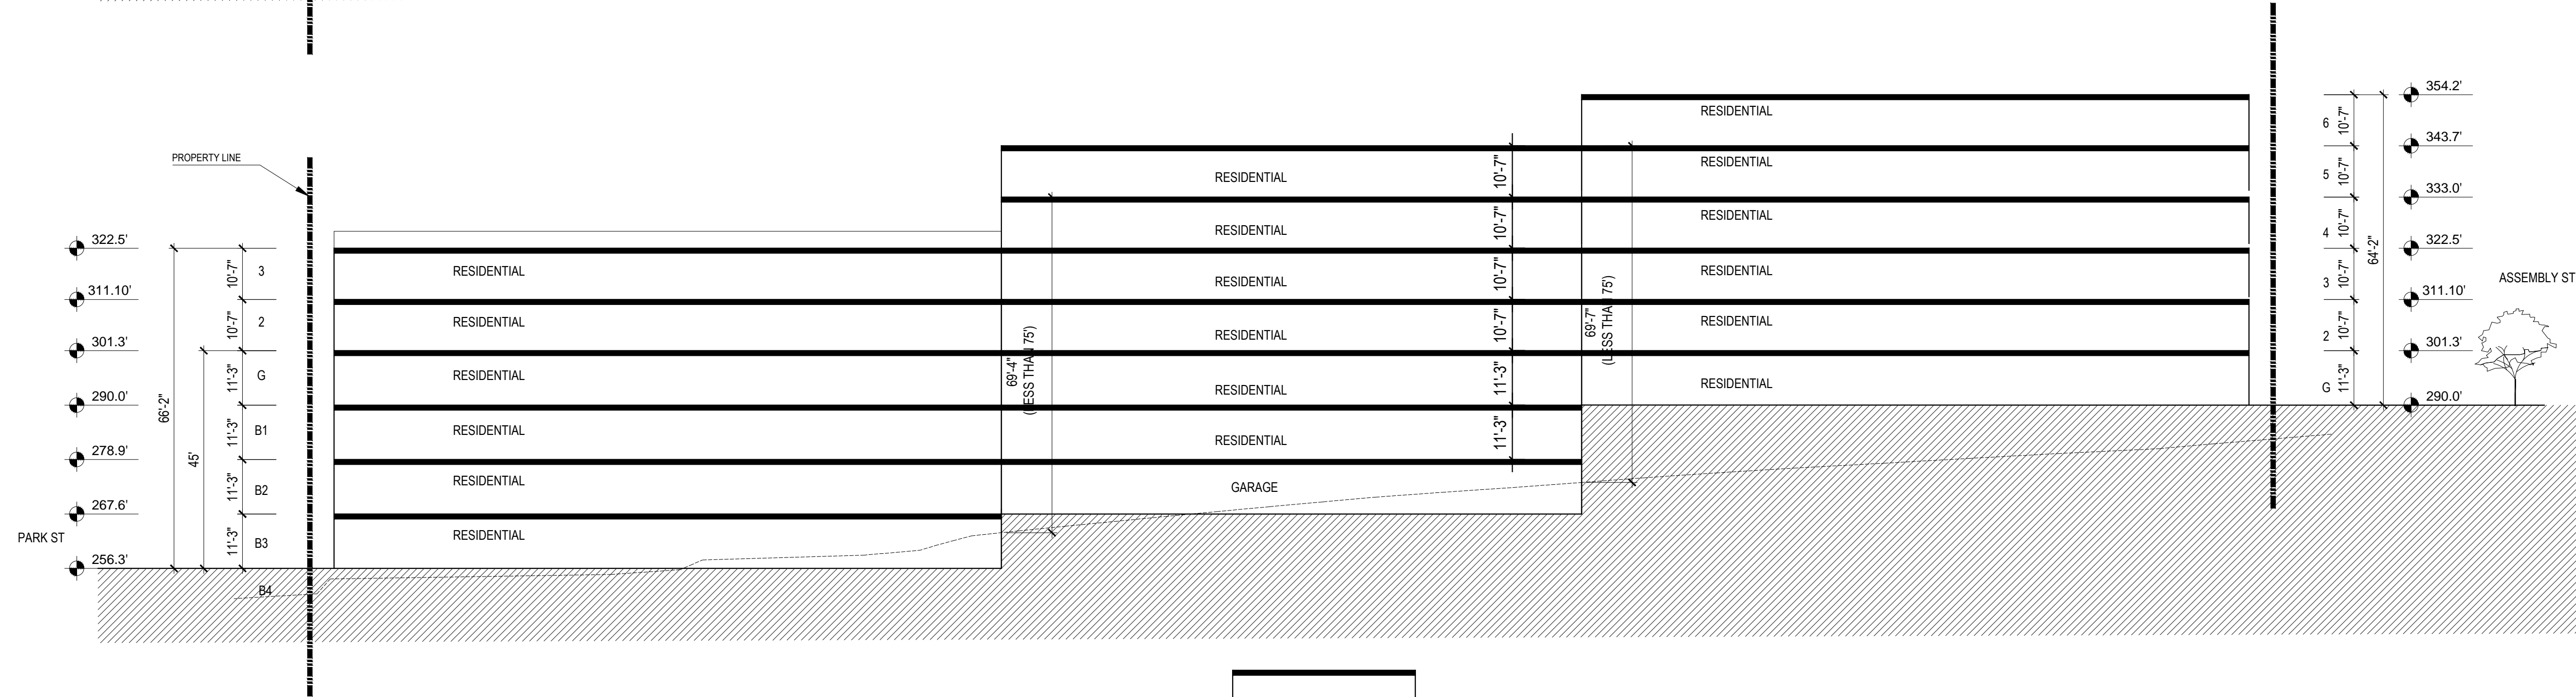 PROPERTY LINE
322.5'
311.10'
301.3'
290.0'
278.9'
267.6'
256.3'
PARK ST
66'-2"
45'
10'-7"
10'-7"
11'-3"
11'-3"
11'-3"
11'-3"
3
2
G
B1
B2
B3
B4
RESIDENTIAL
RESIDENTIAL
RESIDENTIAL
RESIDENTIAL
RESIDENTIAL
RESIDENTIAL
69'-4"
(LESS THAN 75')
RESIDENTIAL
RESIDENTIAL
RESIDENTIAL
RESIDENTIAL
RESIDENTIAL
RESIDENTIAL
GARAGE
10'-7"
10'-7"
10'-7"
10'-7"
11'-3"
11'-3"
69'-7"
(LESS THAN 75')
RESIDENTIAL
RESIDENTIAL
RESIDENTIAL
RESIDENTIAL
RESIDENTIAL
RESIDENTIAL
6
5
4
3
2
G
10'-7"
10'-7"
10'-7"
10'-7"
10'-7"
11'-3"
64'-2"
354.2'
343.7'
333.0'
322.5'
311.10'
301.3'
290.0'
ASSEMBLY ST